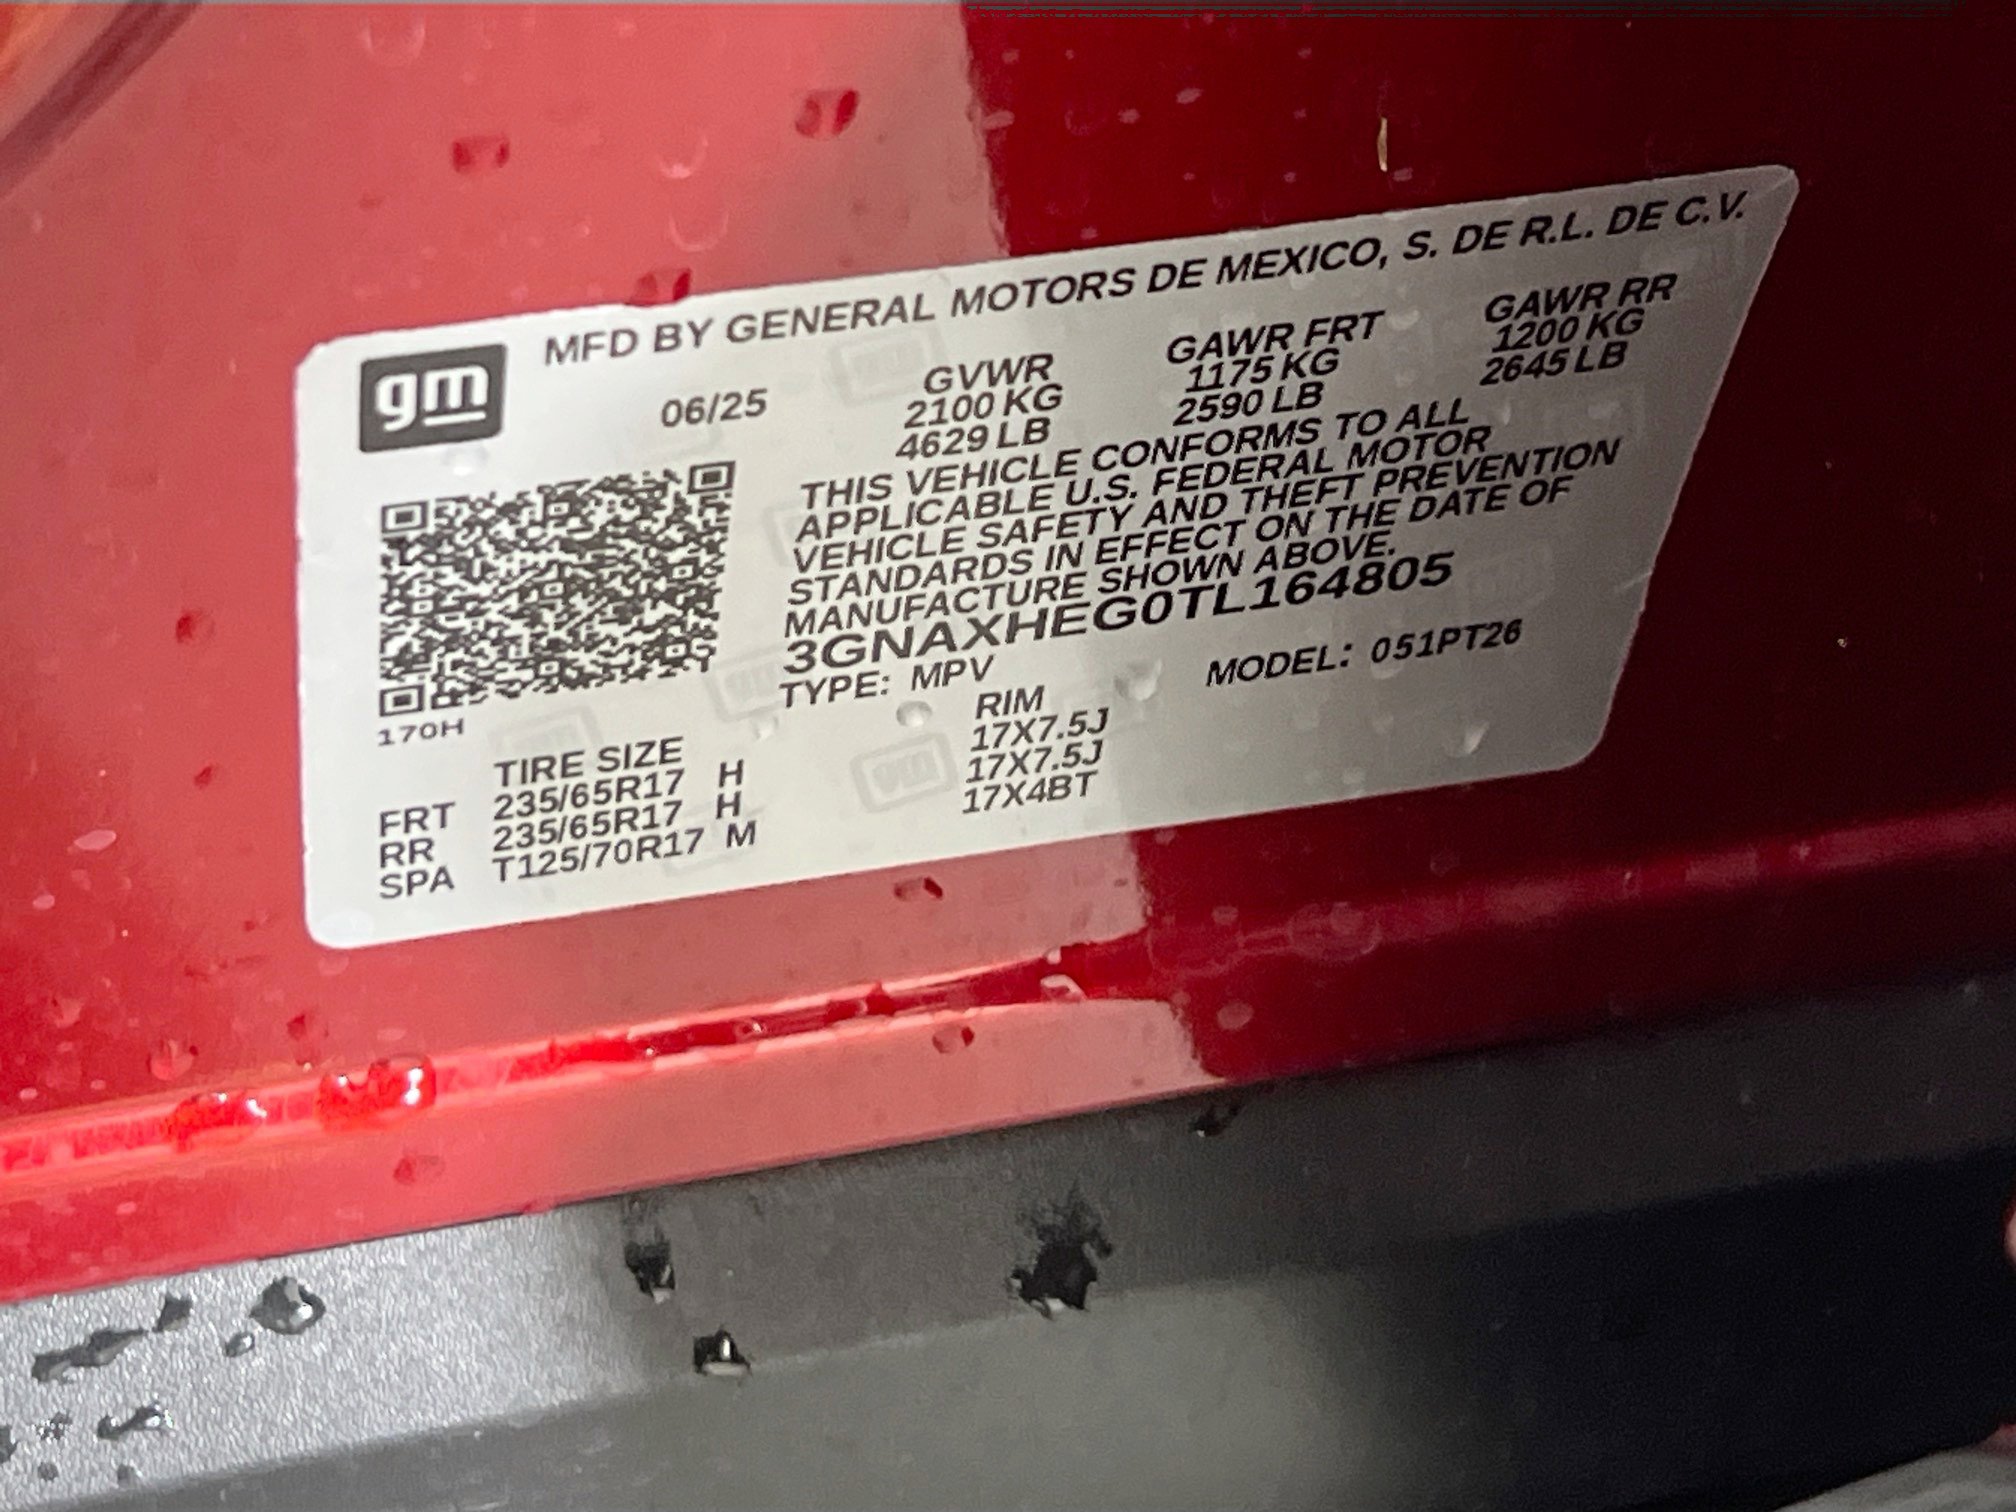 MFD BY GENERAL MOTORS DE MEXICO, S. DE R.L. DE C.V.
gm
06/25
GVWR GAWR FRT GAWR RR
2100 KG 1175 KG 1200 KG
4629 LB 2590 LB 2645 LB
THIS VEHICLE CONFORMS TO ALL
APPLICABLE U.S. FEDERAL MOTOR
VEHICLE SAFETY AND THEFT PREVENTION
STANDARDS IN EFFECT ON THE DATE OF
MANUFACTURE SHOWN ABOVE.
3GNAXHEG0TL164805
TYPE: MPV MODEL: 051PT26
170H
TIRE SIZE RIM
FRT 235/65R17 H 17X7.5J
RR 235/65R17 H 17X7.5J
SPA T125/70R17 M 17X4BT